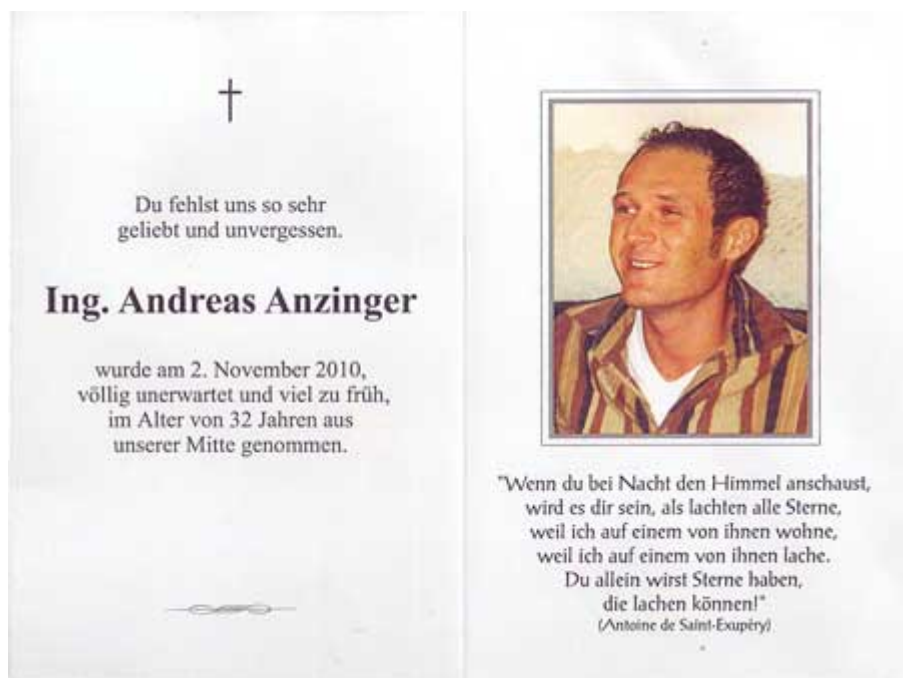 Du fehlst uns so sehr
geliebt und unvergessen.
Ing. Andreas Anzinger
wurde am 2. November 2010,
völlig unerwartet und viel zu früh,
im Alter von 32 Jahren aus
unserer Mitte genommen.
"Wenn du bei Nacht den Himmel anschaust,
wird es dir sein, als lachten alle Sterne,
weil ich auf einem von ihnen wohne,
weil ich auf einem von ihnen lache.
Du allein wirst Sterne haben,
die lachen können!"
(Antoine de Saint-Exupéry)